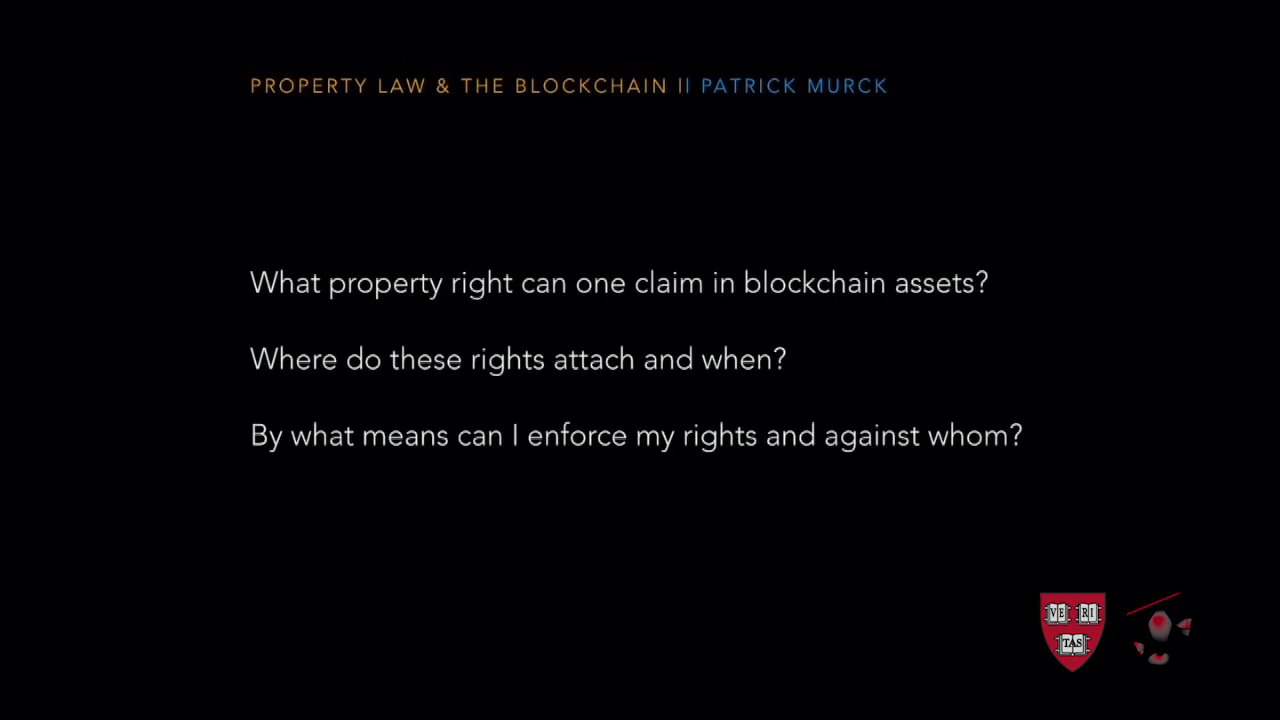 PROPERTY LAW & THE BLOCKCHAIN || PATRICK MURCK
What property right can one claim in blockchain assets?
Where do these rights attach and when?
By what means can I enforce my rights and against whom?
VE RI
TAS